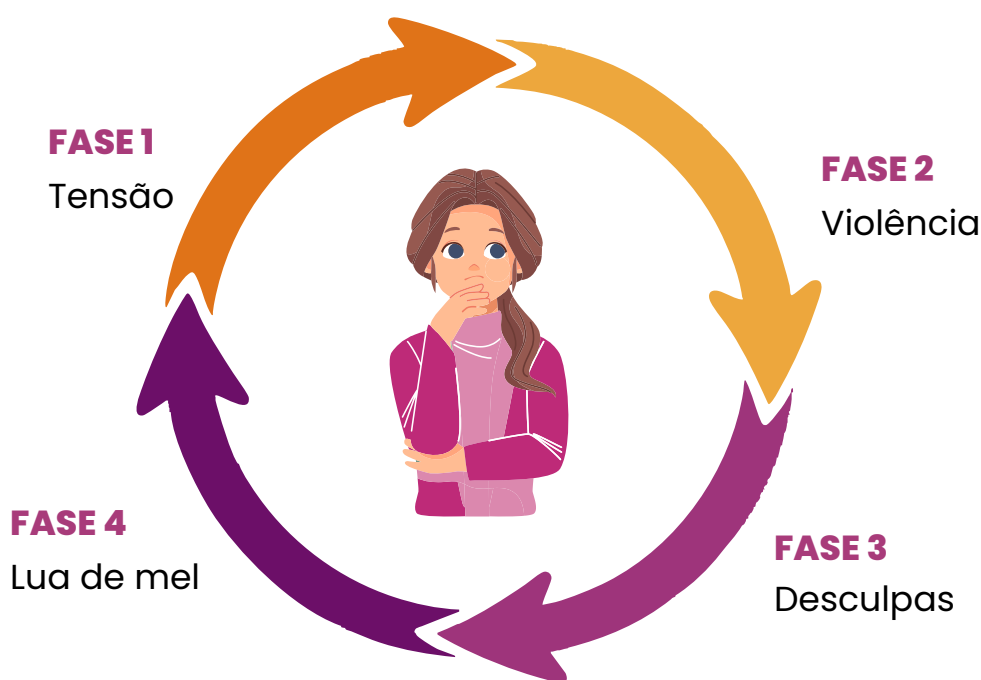 FASE 1
Tensão
FASE 2
Violência
FASE 3
Desculpas
FASE 4
Lua de mel